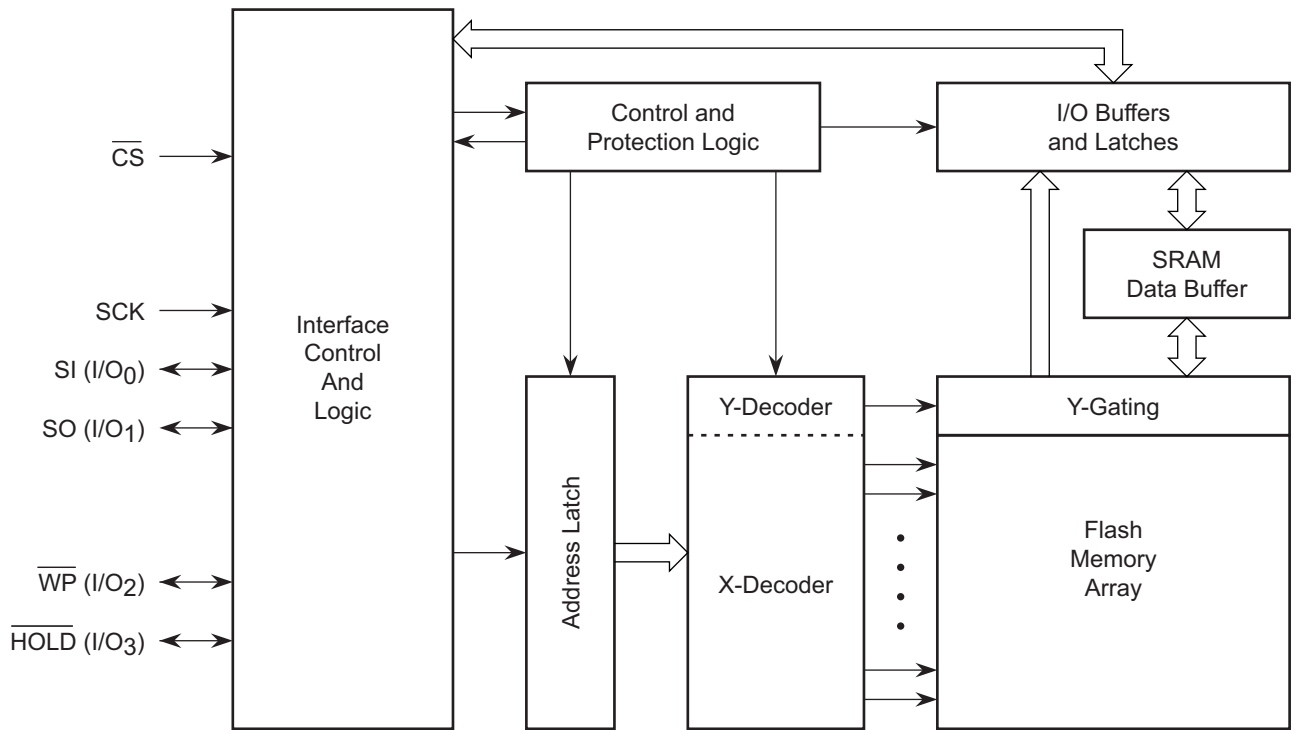 CS
SCK
SI (I/O0)
SO (I/O1)
WP (I/O2)
HOLD (I/O3)
Interface
Control
And
Logic
Control and
Protection Logic
I/O Buffers
and Latches
SRAM
Data Buffer
Address Latch
Y-Decoder
X-Decoder
Y-Gating
Flash
Memory
Array